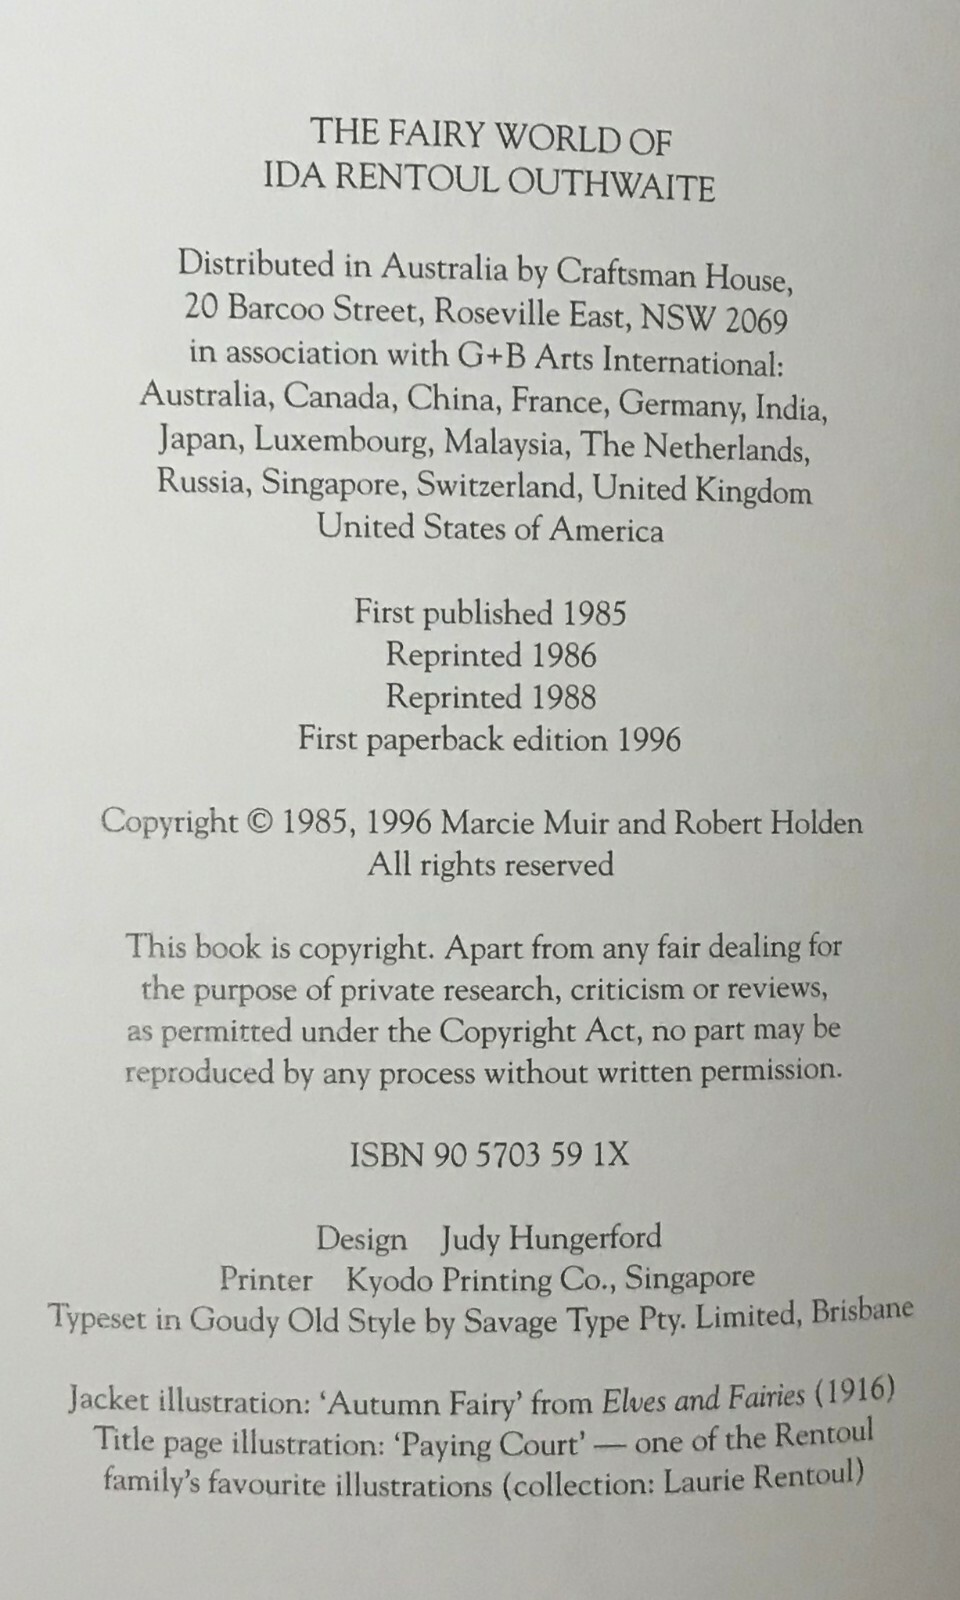 THE FAIRY WORLD OF
IDA RENTOUL OUTHWAITE
Distributed in Australia by Craftsman House,
20 Barcoo Street, Roseville East, NSW 2069
in association with G+B Arts International:
Australia, Canada, China, France, Germany, India,
Japan, Luxembourg, Malaysia, The Netherlands,
Russia, Singapore, Switzerland, United Kingdom
United States of America
First published 1985
Reprinted 1986
Reprinted 1988
First paperback edition 1996
Copyright © 1985, 1996 Marcie Muir and Robert Holden
All rights reserved
This book is copyright. Apart from any fair dealing for
the purpose of private research, criticism or reviews,
as permitted under the Copyright Act, no part may be
reproduced by any process without written permission.
ISBN 90 5703 59 1X
Design Judy Hungerford
Printer Kyodo Printing Co., Singapore
Typeset in Goudy Old Style by Savage Type Pty. Limited, Brisbane
Jacket illustration: ‘Autumn Fairy’ from Elves and Fairies (1916)
Title page illustration: ‘Paying Court’ — one of the Rentoul
family’s favourite illustrations (collection: Laurie Rentoul)